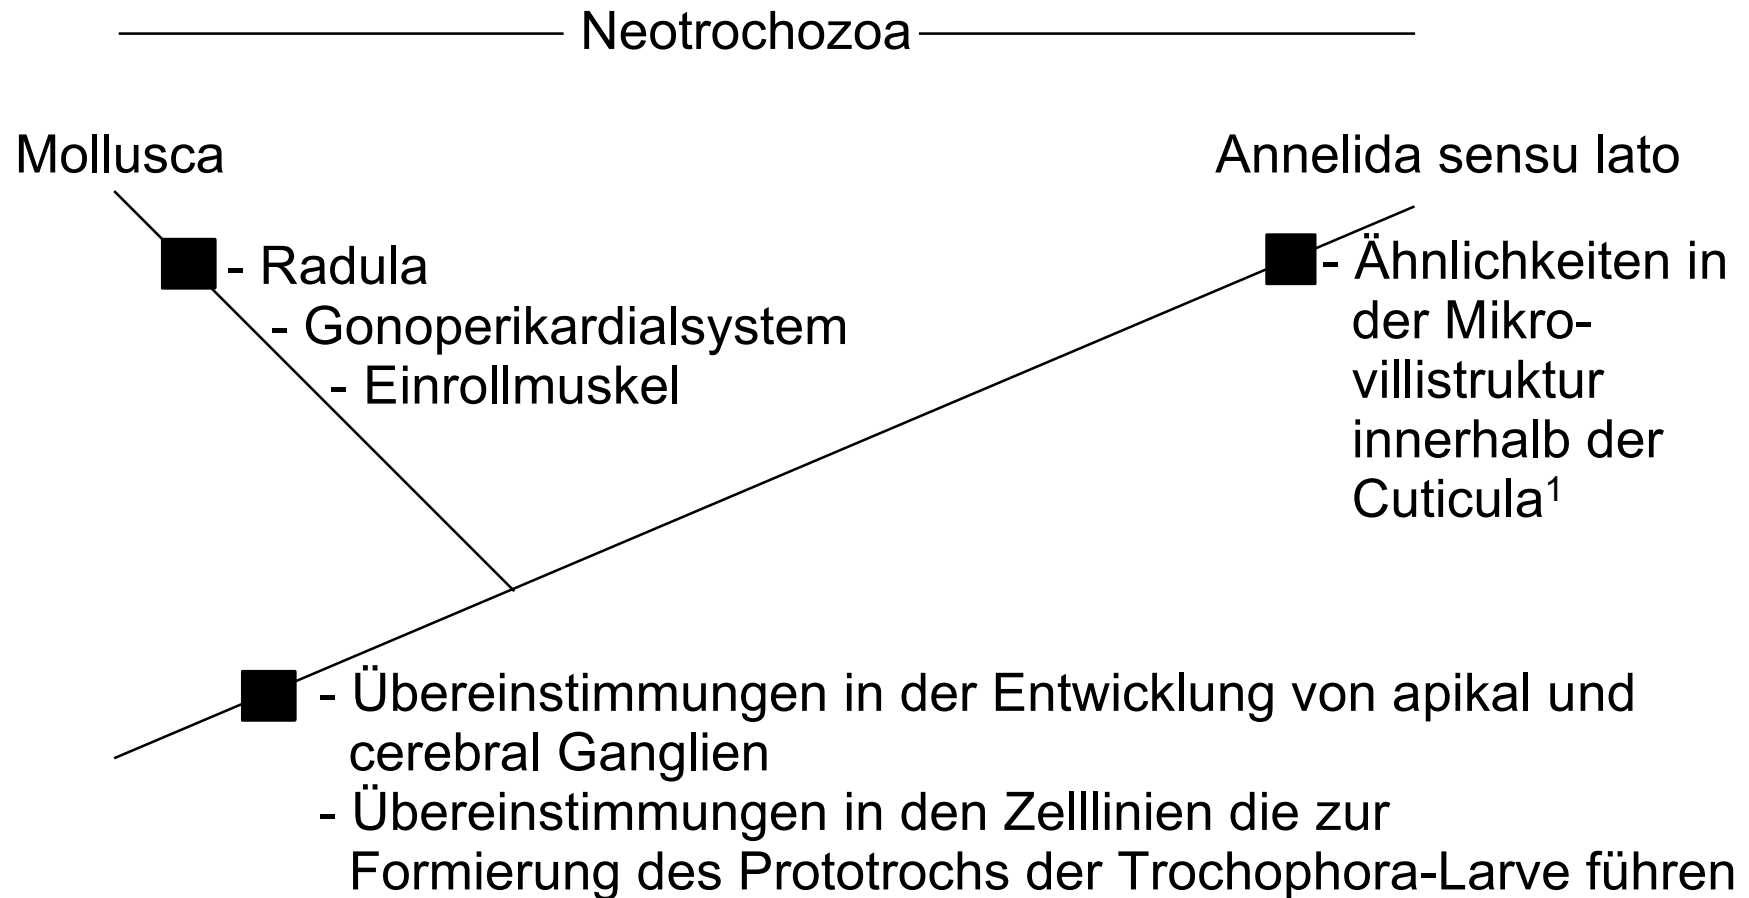 Neotrochozoa
Mollusca
Annelida sensu lato
- Radula
- Gonoperikardialsystem
- Einrollmuskel
- Ähnlichkeiten in
der Mikro-
villistruktur
innerhalb der
Cuticula¹
- Übereinstimmungen in der Entwicklung von apikal und
cerebral Ganglien
- Übereinstimmungen in den Zelllinien die zur
Formierung des Prototrochs der Trochophora-Larve führen